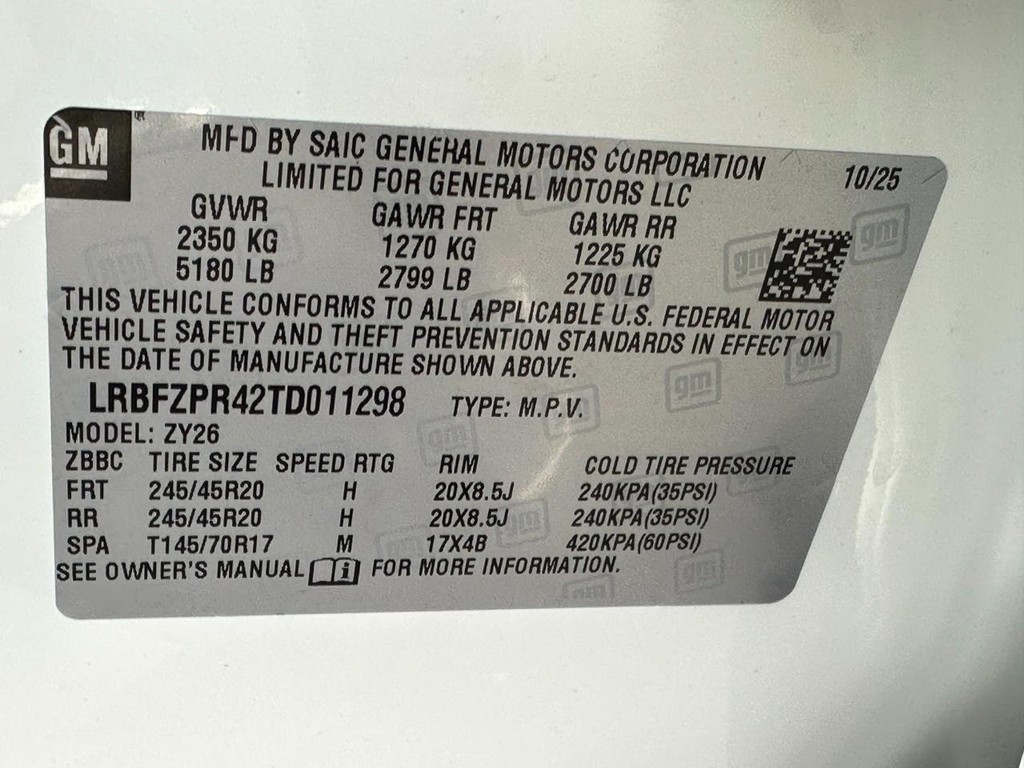 GM
MFD BY SAIC GENERAL MOTORS CORPORATION 10/25
LIMITED FOR GENERAL MOTORS LLC
GVWR GAWR FRT GAWR RR
2350 KG 1270 KG 1225 KG
5180 LB 2799 LB 2700 LB
THIS VEHICLE CONFORMS TO ALL APPLICABLE U.S. FEDERAL MOTOR
VEHICLE SAFETY AND THEFT PREVENTION STANDARDS IN EFFECT ON
THE DATE OF MANUFACTURE SHOWN ABOVE.
LRBFZPR42TD011298 TYPE: M.P.V.
MODEL: ZY26
ZBBC TIRE SIZE SPEED RTG RIM COLD TIRE PRESSURE
FRT 245/45R20 H 20X8.5J 240KPA(35PSI)
RR 245/45R20 H 20X8.5J 240KPA(35PSI)
SPA T145/70R17 M 17X4B 420KPA(60PSI)
SEE OWNER'S MANUAL FOR MORE INFORMATION.